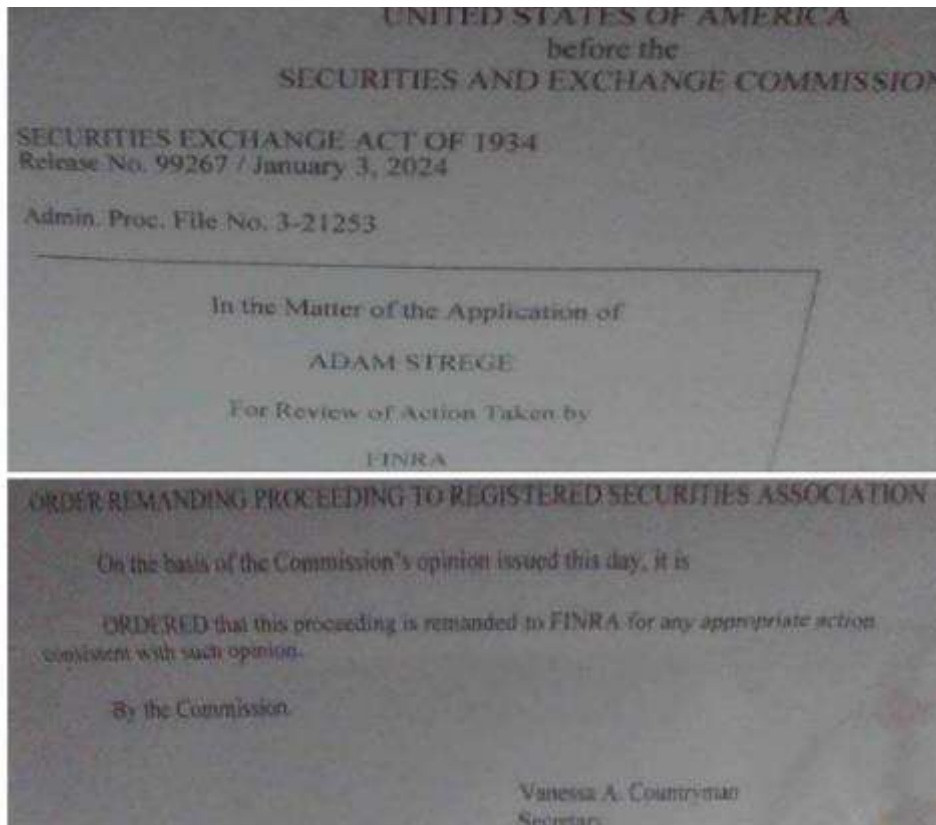 UNITED STATES OF AMERICA
before the
SECURITIES AND EXCHANGE COMMISSION
SECURITIES EXCHANGE ACT OF 1934
Release No. 99267 / January 3, 2024
Admin. Proc. File No. 3-21253
In the Matter of the Application of
ADAM STREGE
For Review of Action Taken by
FINRA
ORDER REMANDING PROCEEDING TO REGISTERED SECURITIES ASSOCIATION
On the basis of the Commission's opinion issued this day, it is
ORDERED that this proceeding is remanded to FINRA for any appropriate action
consistent with such opinion.
By the Commission.
Vanessa A. Countryman
Secretary